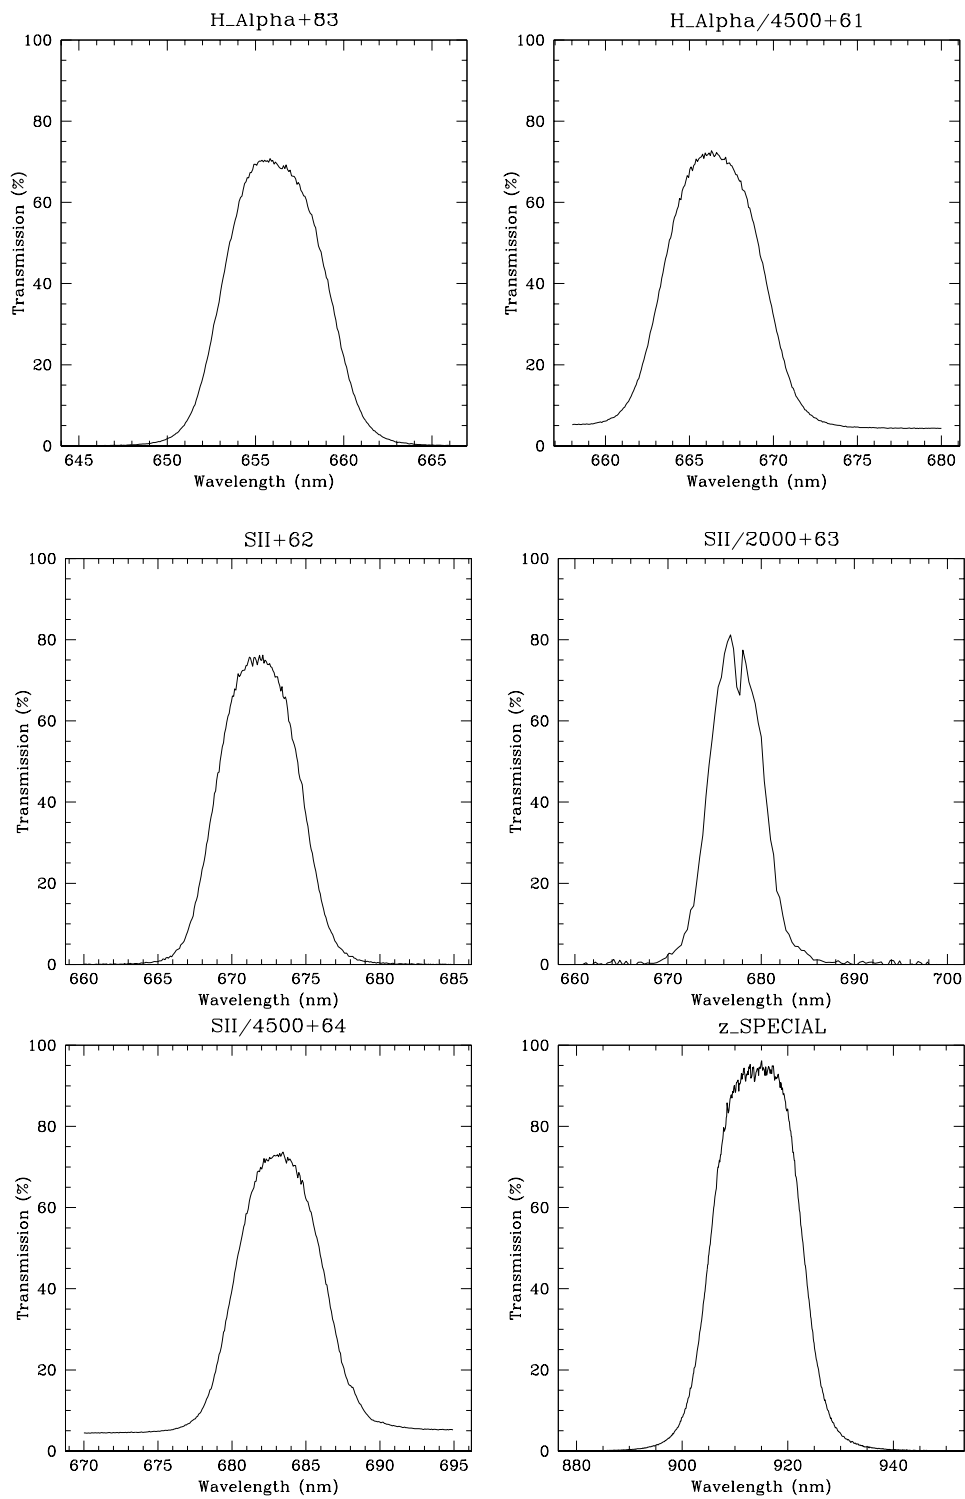 H_Alpha+83
100
80
60
40
20
0
Transmission (%)
645 650 655 660 665
Wavelength (nm)
H_Alpha/4500+61
100
80
60
40
20
0
Transmission (%)
660 665 670 675 680
Wavelength (nm)
SII+62
100
80
60
40
20
0
Transmission (%)
660 665 670 675 680 685
Wavelength (nm)
SII/2000+63
100
80
60
40
20
0
Transmission (%)
660 670 680 690 700
Wavelength (nm)
SII/4500+64
100
80
60
40
20
0
Transmission (%)
670 675 680 685 690 695
Wavelength (nm)
z_SPECIAL
100
80
60
40
20
0
Transmission (%)
880 900 920 940
Wavelength (nm)